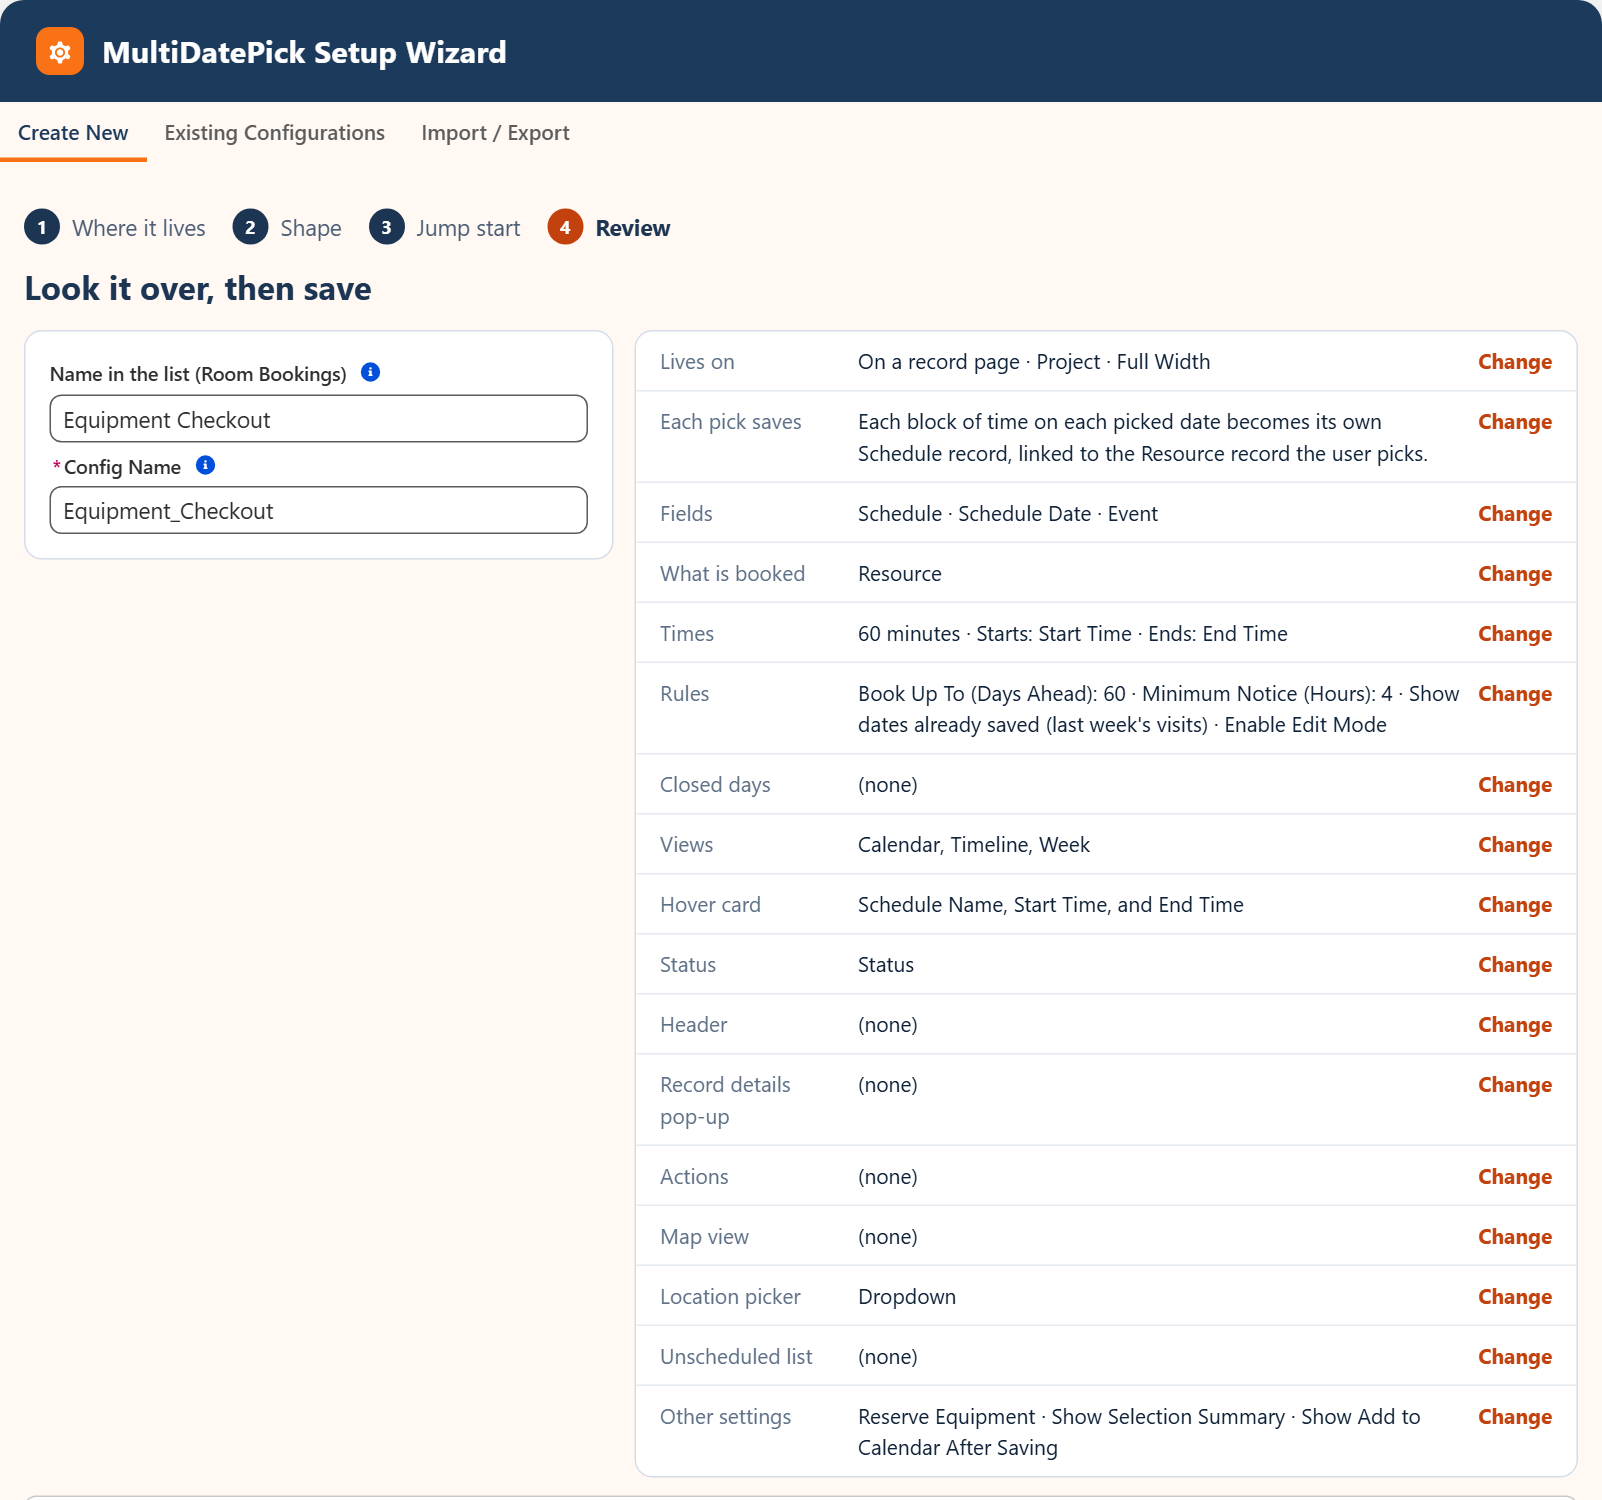 MultiDatePick Setup Wizard
Create New
Existing Configurations
Import / Export
1 Where it lives
2 Shape
3 Jump start
4 Review
Look it over, then save
Name in the list (Room Bookings)
Equipment Checkout
*Config Name
Equipment_Checkout
Lives on
On a record page · Project · Full Width
Change
Each pick saves
Each block of time on each picked date becomes its own
Schedule record, linked to the Resource record the user picks.
Change
Fields
Schedule · Schedule Date · Event
Change
What is booked
Resource
Change
Times
60 minutes · Starts: Start Time · Ends: End Time
Change
Rules
Book Up To (Days Ahead): 60 · Minimum Notice (Hours): 4 · Show
dates already saved (last week's visits) · Enable Edit Mode
Change
Closed days
(none)
Change
Views
Calendar, Timeline, Week
Change
Hover card
Schedule Name, Start Time, and End Time
Change
Status
Status
Change
Header
(none)
Change
Record details
pop-up
(none)
Change
Actions
(none)
Change
Map view
(none)
Change
Location picker
Dropdown
Change
Unscheduled list
(none)
Change
Other settings
Reserve Equipment · Show Selection Summary · Show Add to
Calendar After Saving
Change